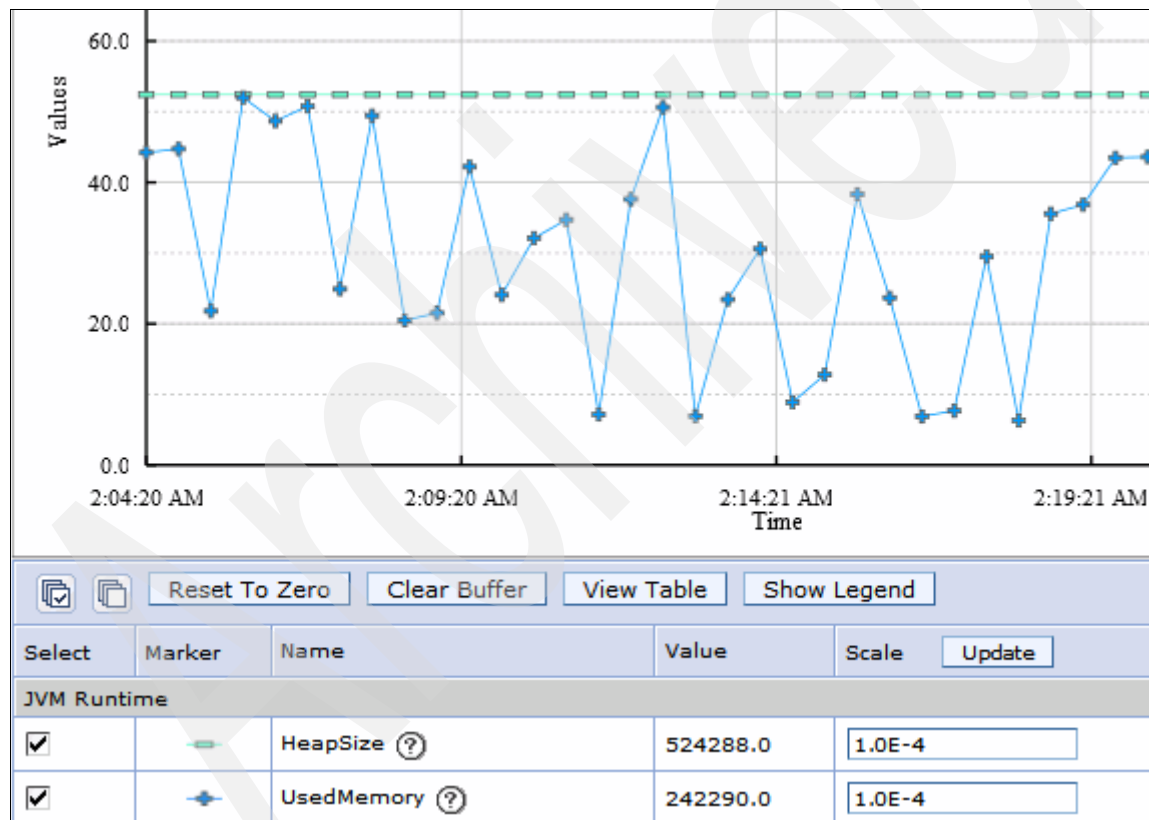 60.0
Values
40.0
20.0
0.0
2:04:20 AM 2:09:20 AM 2:14:21 AM 2:19:21 AM
Time
Reset To Zero Clear Buffer View Table Show Legend
Select Marker Name Value Scale Update
JVM Runtime
HeapSize ? 524288.0 1.0E-4
UsedMemory ? 242290.0 1.0E-4
Archived